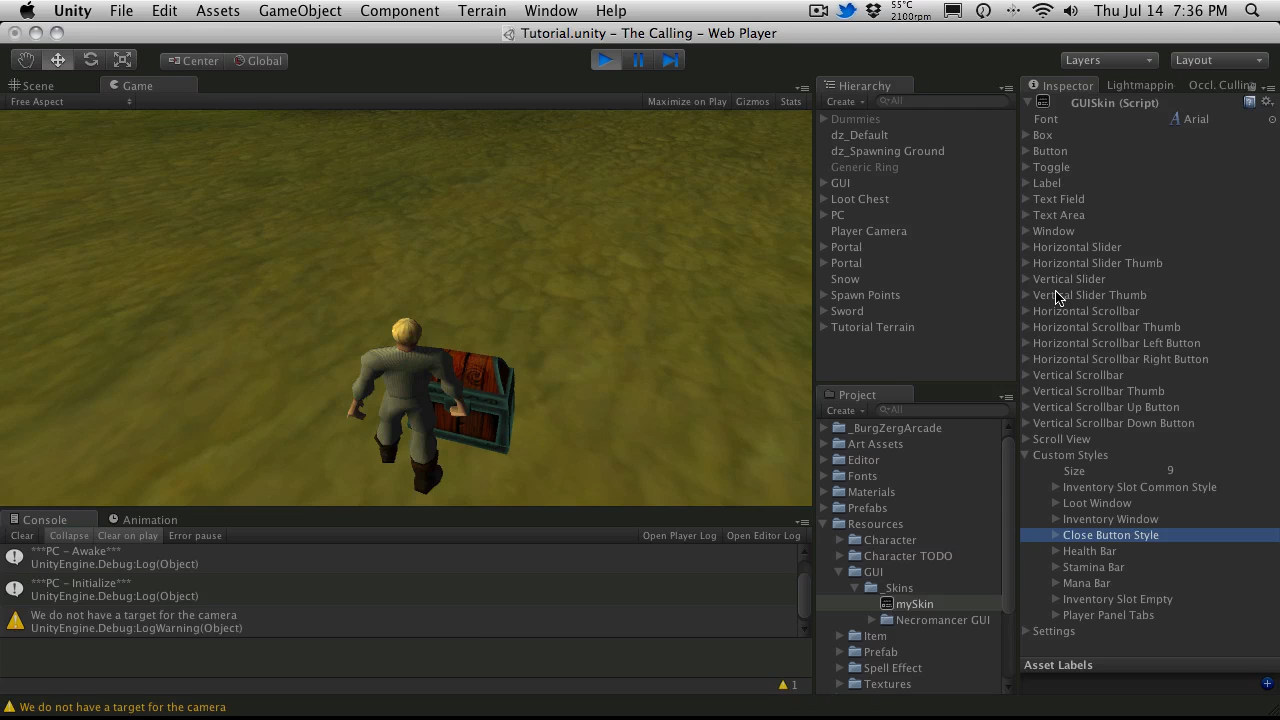 Unity File Edit Assets GameObject Component Terrain Window Help 55°C 2100rpm Thu Jul 14 7:36 PM
Tutorial.unity - The Calling - Web Player
Center Global Layers Layout
Scene Game
Free Aspect Maximize on Play Gizmos Stats
Hierarchy
Create All
Dummies
dz_Default
dz_Spawning Ground
Generic Ring
GUI
Loot Chest
PC
Player Camera
Portal
Portal
Snow
Spawn Points
Sword
Tutorial Terrain
Project
Create All
_BurgZergArcade
Art Assets
Editor
Fonts
Materials
Prefabs
Resources
Character
Character TODO
GUI
_Skins
mySkin
Necromancer GUI
Item
Prefab
Spell Effect
Textures
Inspector Lightmappin Occl. Culling
GUISkin (Script)
Font Arial
Box
Button
Toggle
Label
Text Field
Text Area
Window
Horizontal Slider
Horizontal Slider Thumb
Vertical Slider
Vertical Slider Thumb
Horizontal Scrollbar
Horizontal Scrollbar Thumb
Horizontal Scrollbar Left Button
Horizontal Scrollbar Right Button
Vertical Scrollbar
Vertical Scrollbar Thumb
Vertical Scrollbar Up Button
Vertical Scrollbar Down Button
Scroll View
Custom Styles
Size 9
Inventory Slot Common Style
Loot Window
Inventory Window
Close Button Style
Health Bar
Stamina Bar
Mana Bar
Inventory Slot Empty
Player Panel Tabs
Settings
Asset Labels
Console Animation
Clear Collapse Clear on play Error pause Open Player Log Open Editor Log
***PC - Awake***
UnityEngine.Debug:Log(Object)
***PC - Initialize***
UnityEngine.Debug:Log(Object)
We do not have a target for the camera
UnityEngine.Debug:LogWarning(Object)
1
We do not have a target for the camera